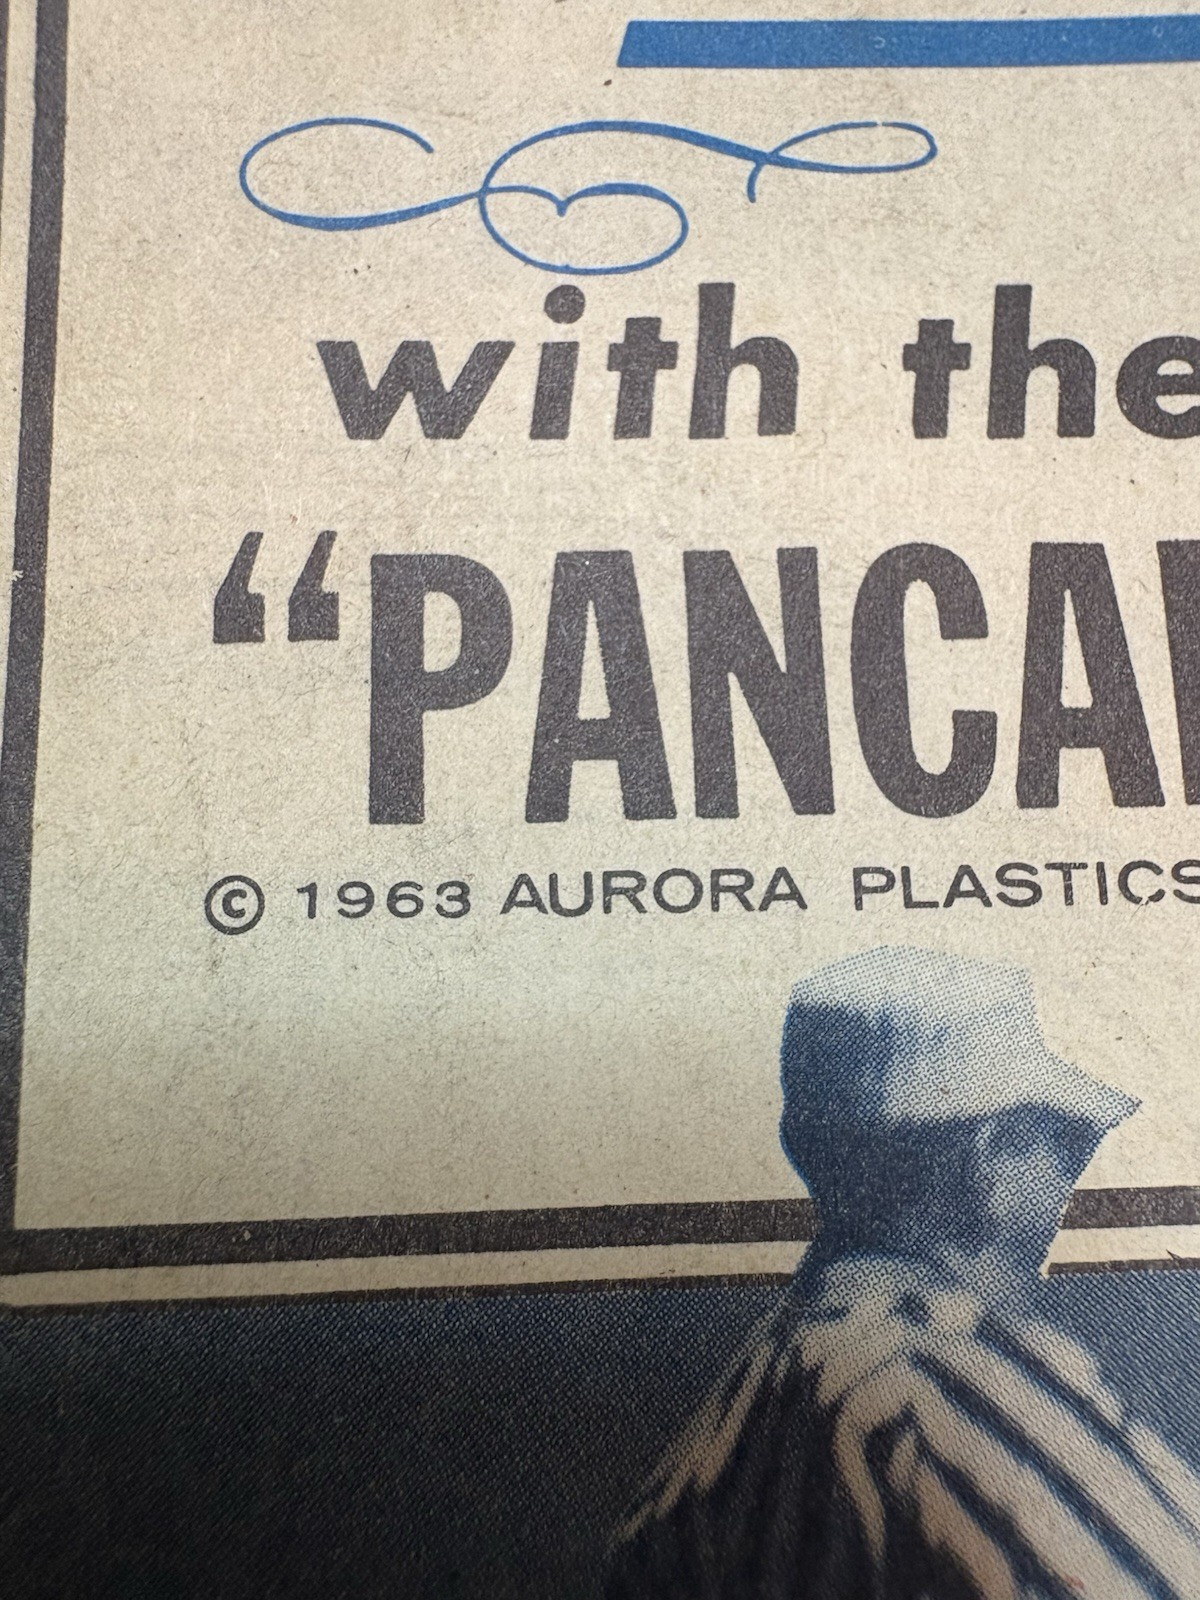 with the
“PANCA
© 1963 AURORA PLASTICS